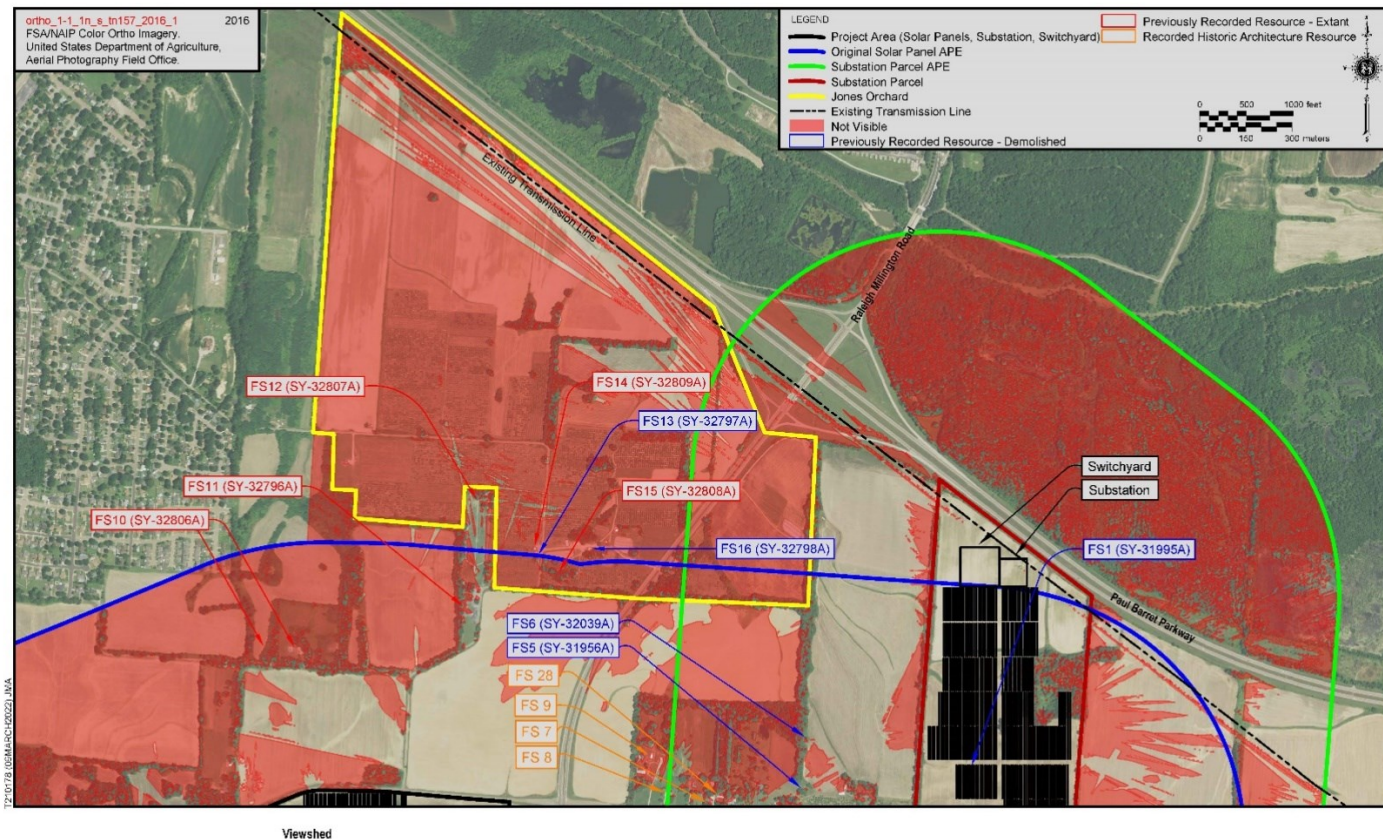 ortho_1-1_1n_s_tn157_2016_1 2016
FSA/NAIP Color Ortho Imagery.
United States Department of Agriculture,
Aerial Photography Field Office.
LEGEND
Project Area (Solar Panels, Substation, Switchyard)
Original Solar Panel APE
Substation Parcel APE
Substation Parcel
Jones Orchard
Existing Transmission Line
Not Visible
Previously Recorded Resource - Demolished
Previously Recorded Resource - Extant
Recorded Historic Architecture Resource
0 500 1000 feet
0 150 300 meters
Existing Transmission Line
Raleigh Millington Road
FS12 (SY-32807A)
FS14 (SY-32809A)
FS13 (SY-32797A)
FS11 (SY-32796A)
FS15 (SY-32808A)
FS10 (SY-32806A)
FS16 (SY-32798A)
Switchyard
Substation
FS1 (SY-31995A)
Paul Barret Parkway
FS6 (SY-32039A)
FS5 (SY-31956A)
FS 28
FS 9
FS 7
FS 8
T210178 (09MARCH2022) JMA
Viewshed